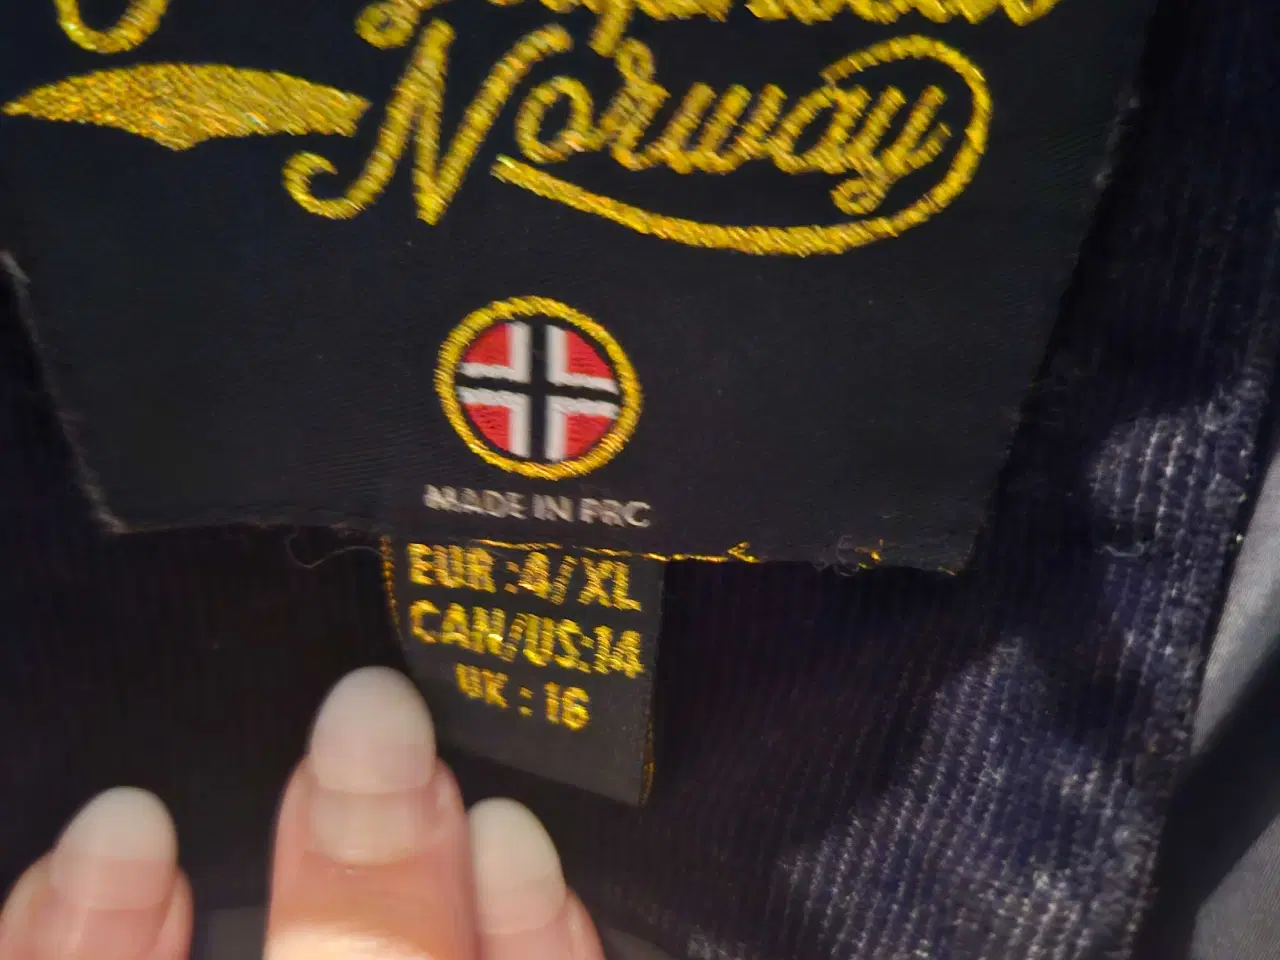 Norway
MADE IN PRC
EUR :4/XL
CAN/US:14
UK : 16